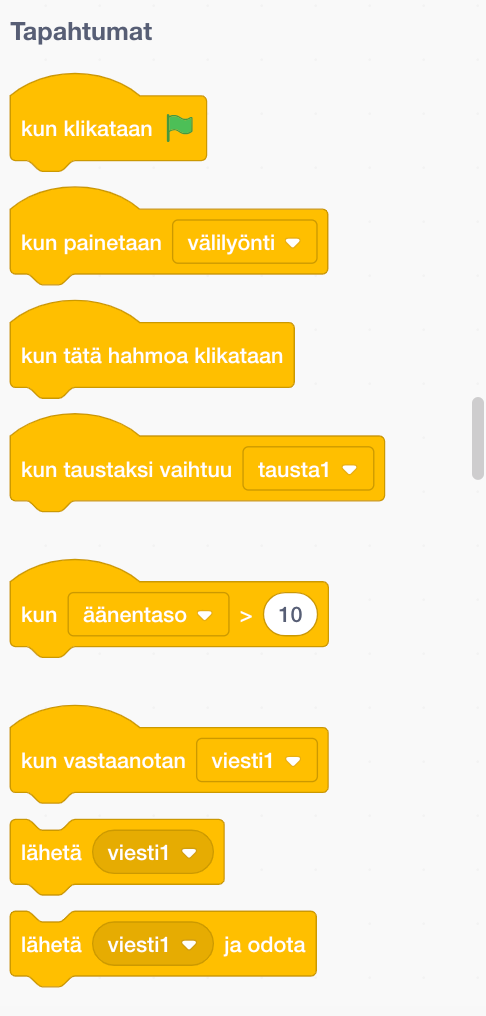 Tapahtumat
kun klikataan
kun painetaan välilyönti
kun tätä hahmoa klikataan
kun taustaksi vaihtuu tausta1
kun äänentaso > 10
kun vastaanotan viesti1
lähetä viesti1
lähetä viesti1 ja odota